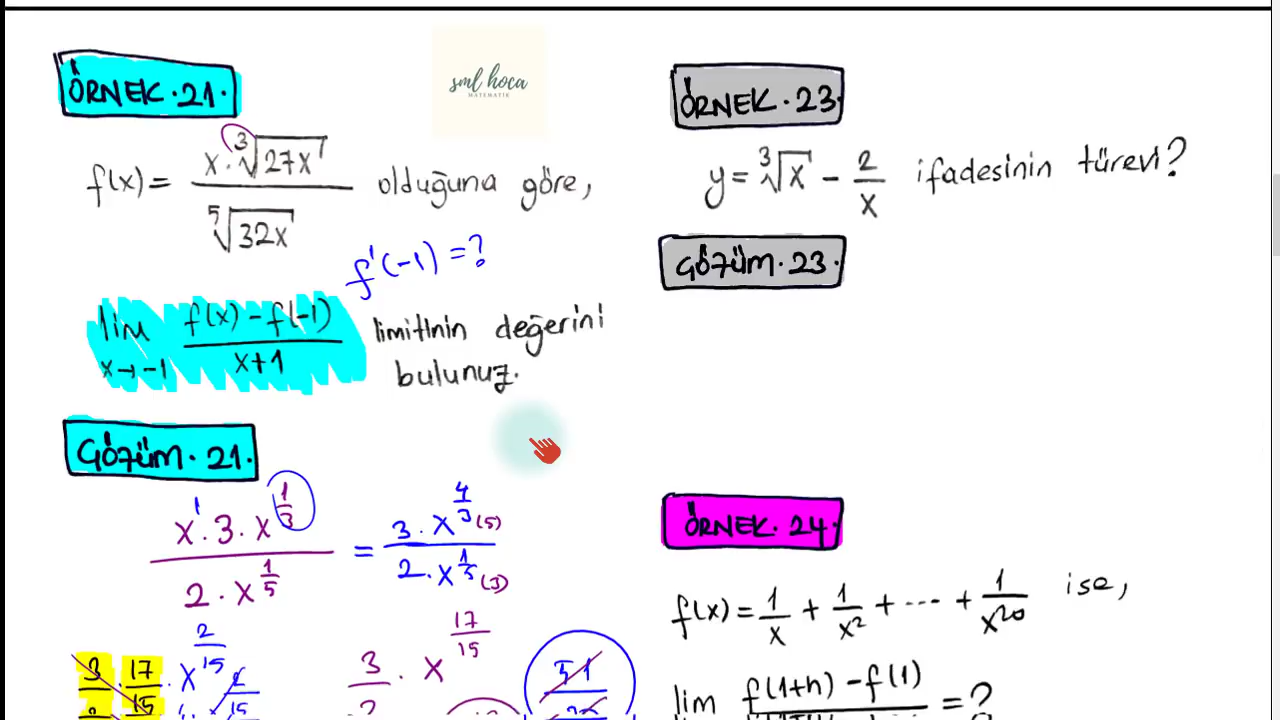 ÖRNEK.21
sml hoca
MATEMATİK
f(x) = x.∛27x / ⁵√32x olduğuna göre,
f'(-1) = ?
lim x→-1 f(x) - f(-1) / x+1 limitinin değerini
bulunuz.
ÇÖZÜM.21
x¹.3.x^(1/3) / 2.x^(1/5) = 3.x^(4/3) (5) / 2.x^(1/5) (3)
3/2 . 17/15 . x^(2/15)
3/2 . x^(17/15)
51
ÖRNEK.23
y = ∛x - 2/x ifadesinin türevi?
ÇÖZÜM.23
ÖRNEK.24
f(x) = 1/x + 1/x² + ... + 1/x²⁰ ise,
lim f(1+h) - f(1) = ?